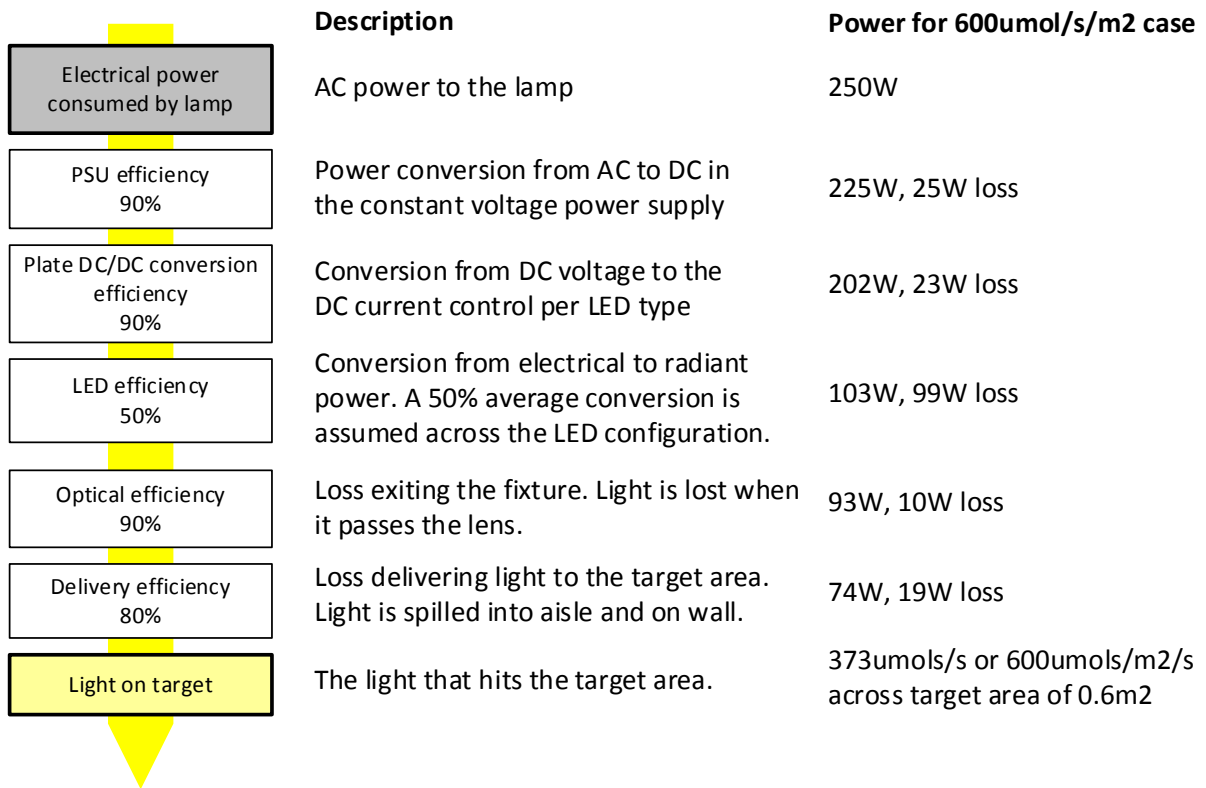 Description
Power for 600umol/s/m2 case
Electrical power
consumed by lamp
AC power to the lamp
250W
PSU efficiency
90%
Power conversion from AC to DC in
the constant voltage power supply
225W, 25W loss
Plate DC/DC conversion
efficiency
90%
Conversion from DC voltage to the
DC current control per LED type
202W, 23W loss
LED efficiency
50%
Conversion from electrical to radiant
power. A 50% average conversion is
assumed across the LED configuration.
103W, 99W loss
Optical efficiency
90%
Loss exiting the fixture. Light is lost when
it passes the lens.
93W, 10W loss
Delivery efficiency
80%
Loss delivering light to the target area.
Light is spilled into aisle and on wall.
74W, 19W loss
Light on target
The light that hits the target area.
373umols/s or 600umols/m2/s
across target area of 0.6m2